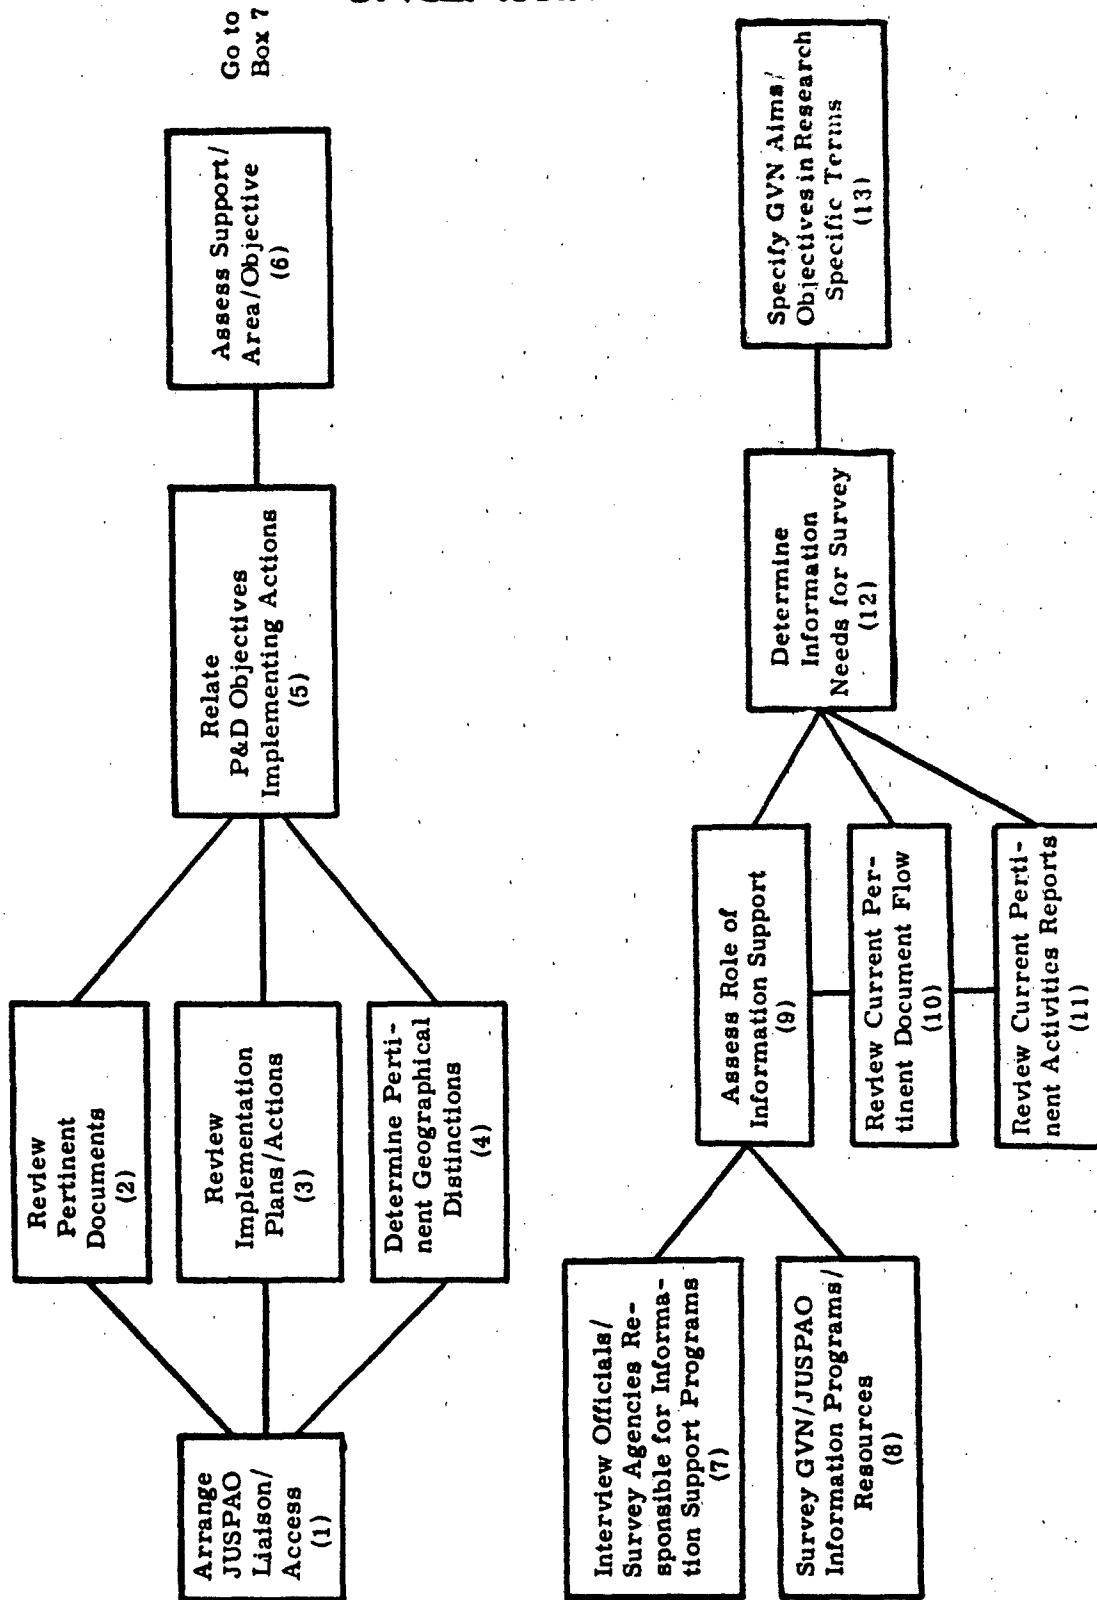 Arrange
JUSPAO
Liaison/
Access
(1)
Review
Pertinent
Documents
(2)
Review
Implementation
Plans/Actions
(3)
Determine Perti-
nent Geographical
Distinctions
(4)
Relate
P&D Objectives
Implementing Actions
(5)
Assess Support/
Area/Objective
(6)
Go to
Box 7
Interview Officials/
Survey Agencies Re-
sponsible for Informa-
tion Support Programs
(7)
Survey GVN/JUSPAO
Information Programs/
Resources
(8)
Assess Role of
Information Support
(9)
Review Current Per-
tinent Document Flow
(10)
Review Current Perti-
nent Activities Reports
(11)
Determine
Information
Needs for Survey
(12)
Specify GVN Aims/
Objectives in Research
Specific Terms
(13)